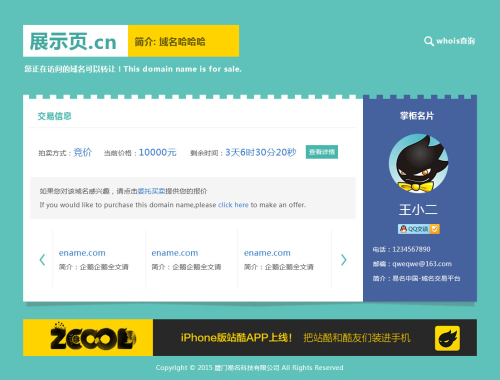 展示页.cn
简介: 域名哈哈哈
whois查询
您正在访问的域名可以转让！This domain name is for sale.
交易信息
拍卖方式：竞价 当前价格：10000元 剩余时间：3天6时30分20秒 查看详情
如果您对该域名感兴趣，请点击委托买卖提供您的报价
If you would like to purchase this domain name,please click here to make an offer.
ename.com
简介：企鹅企鹅全文请
ename.com
简介：企鹅企鹅全文请
ename.com
简介：企鹅企鹅全文请
掌柜名片
王小二
QQ交谈
电话：1234567890
邮箱：qweqwe@163.com
简介：易名中国-域名交易平台
ZCOOL
iPhone版站酷APP上线！ 把站酷和酷友们装进手机
Copyright © 2015 厦门易名科技有限公司 All Rights Reserved